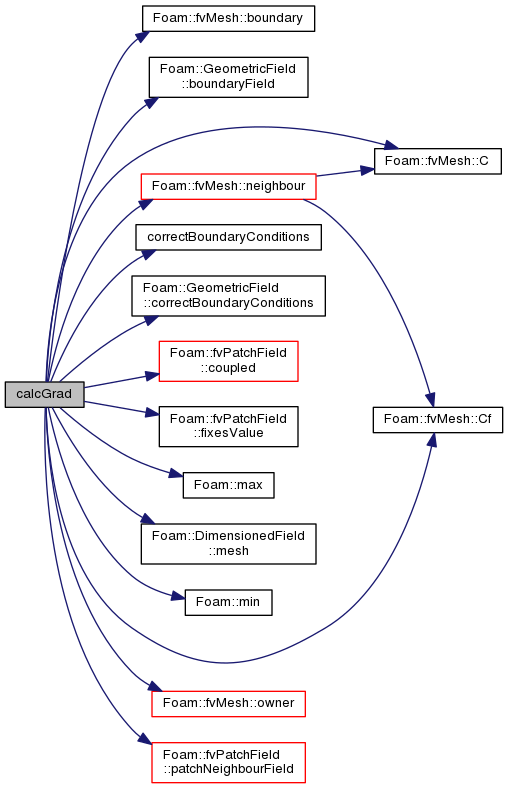 Foam::fvMesh::boundary
Foam::GeometricField
::boundaryField
Foam::fvMesh::C
Foam::fvMesh::neighbour
correctBoundaryConditions
Foam::GeometricField
::correctBoundaryConditions
Foam::fvPatchField
::coupled
calcGrad
Foam::fvPatchField
::fixesValue
Foam::fvMesh::Cf
Foam::max
Foam::DimensionedField
::mesh
Foam::min
Foam::fvMesh::owner
Foam::fvPatchField
::patchNeighbourField